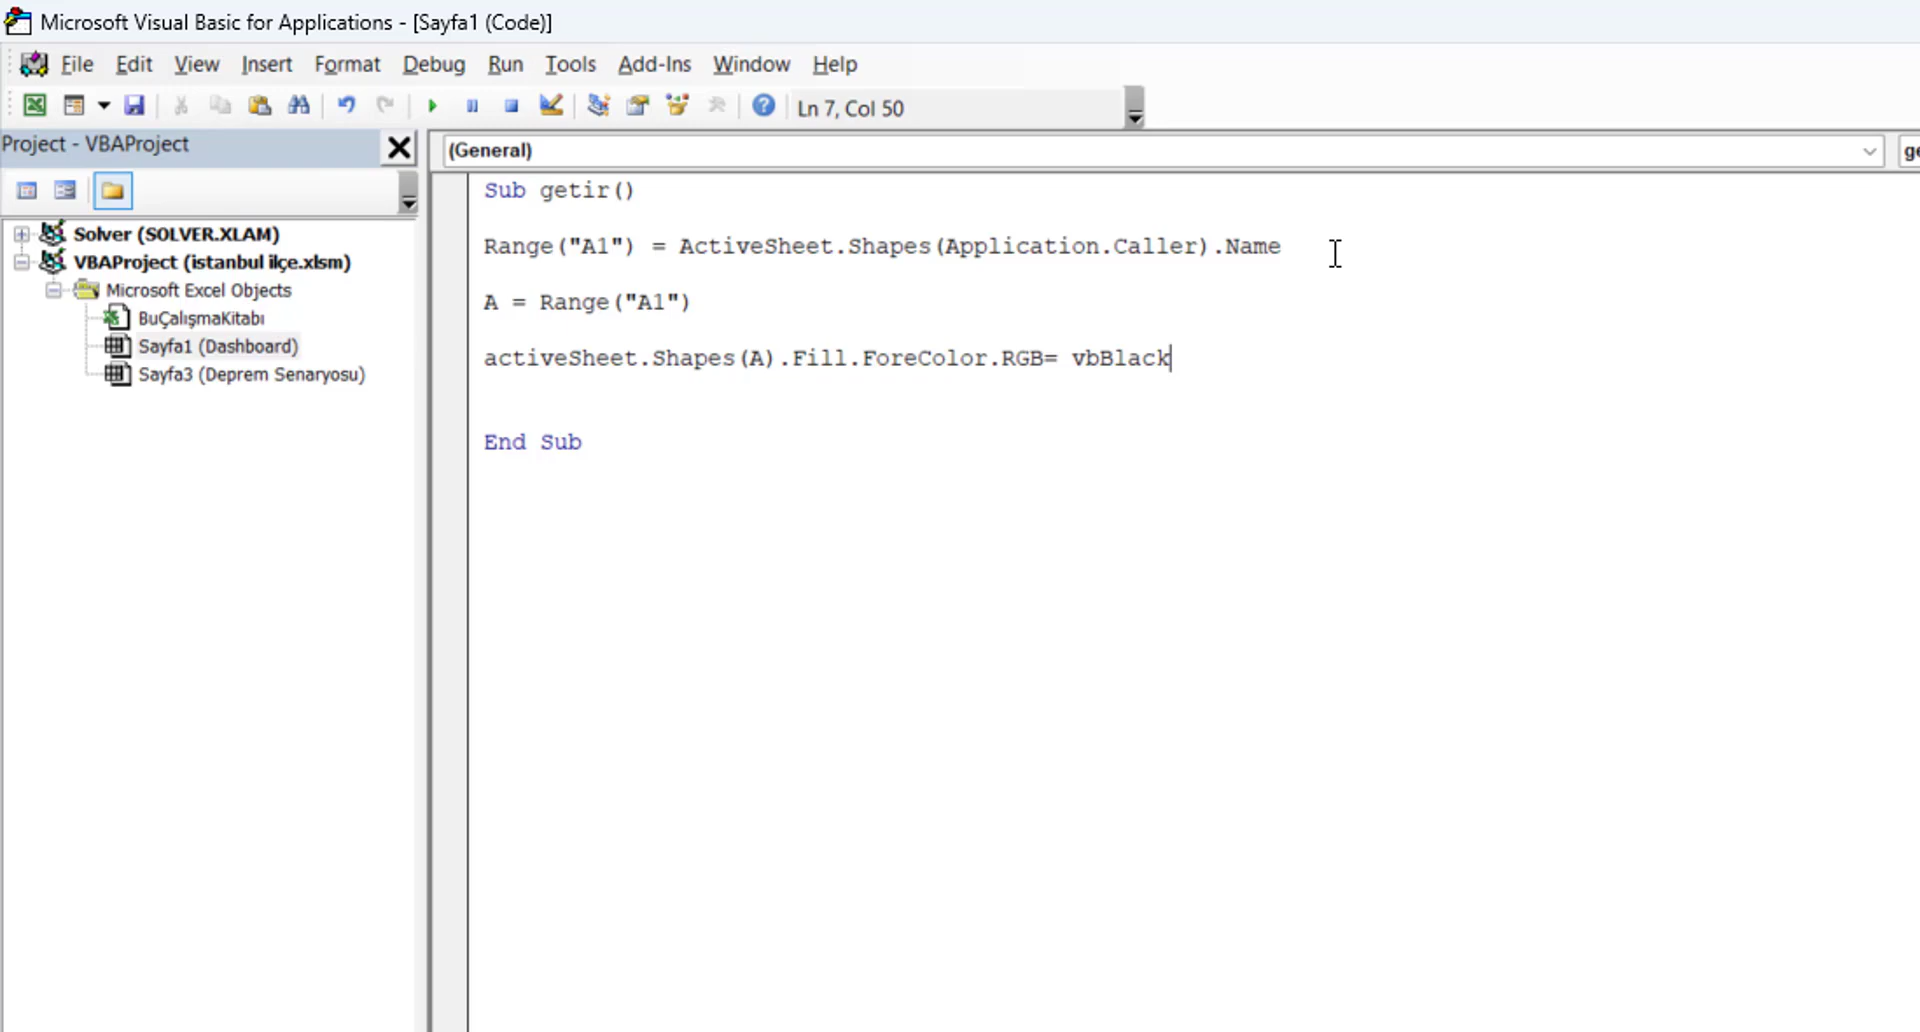 Microsoft Visual Basic for Applications - [Sayfa1 (Code)]
File Edit View Insert Format Debug Run Tools Add-Ins Window Help
Ln 7, Col 50
Project - VBAProject
(General)
ge
Solver (SOLVER.XLAM)
VBAProject (istanbul ilçe.xlsm)
Microsoft Excel Objects
BuÇalışmaKitabı
Sayfa1 (Dashboard)
Sayfa3 (Deprem Senaryosu)
Sub getir()
Range("A1") = ActiveSheet.Shapes(Application.Caller).Name
A = Range("A1")
activeSheet.Shapes(A).Fill.ForeColor.RGB= vbBlack
End Sub